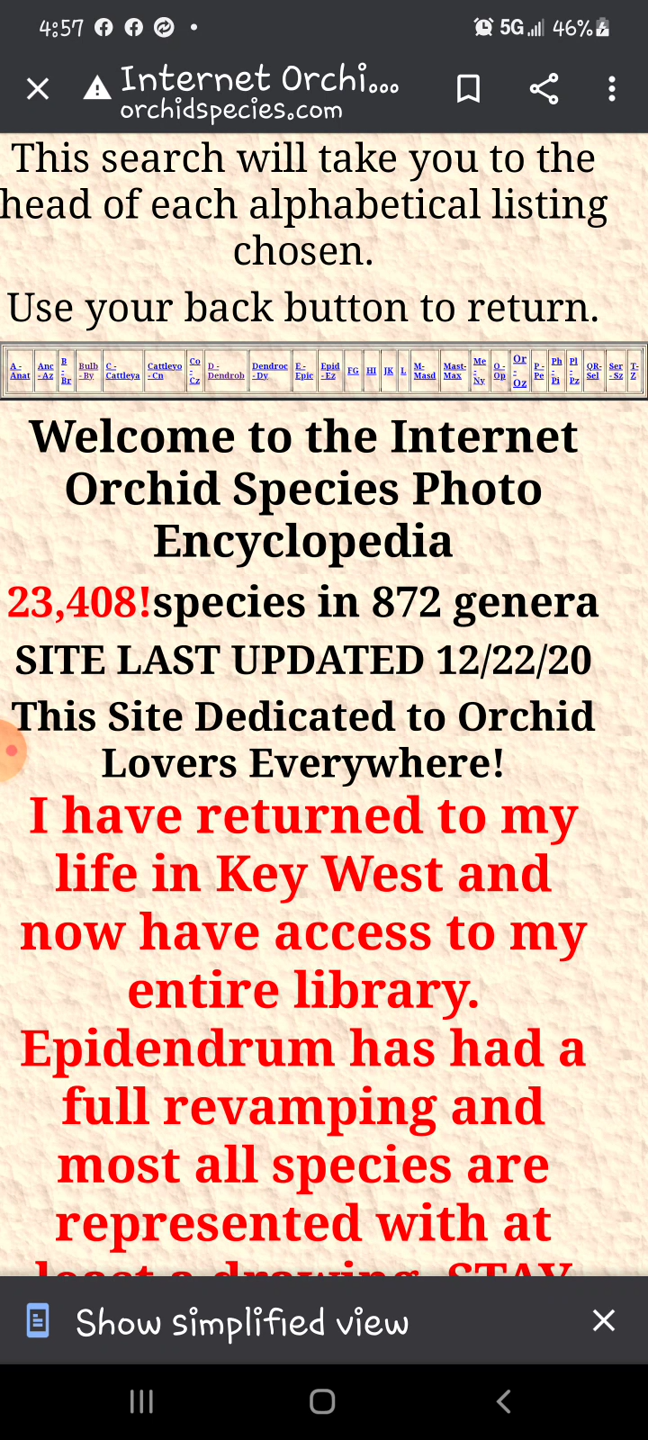 4:57 5G 46%
Internet Orchi...
orchidspecies.com
This search will take you to the
head of each alphabetical listing
chosen.
Use your back button to return.
A - Anat Anc - Az B - Br Bulb - By C - Cattleya Cattleyo - Cn Co - Cz D - Dendrob Dendroc - Dy E - Epic Epid - Ez FG HI JK L M- Masd Mast- Max Me - Ny O - Op Or - Oz P - Pe Ph - Pi Pl - Pz QR- Sel Ser - Sz T- Z
Welcome to the Internet
Orchid Species Photo
Encyclopedia
23,408!species in 872 genera
SITE LAST UPDATED 12/22/20
This Site Dedicated to Orchid
Lovers Everywhere!
I have returned to my
life in Key West and
now have access to my
entire library.
Epidendrum has had a
full revamping and
most all species are
represented with at
least a drawing. STAY
Show simplified view